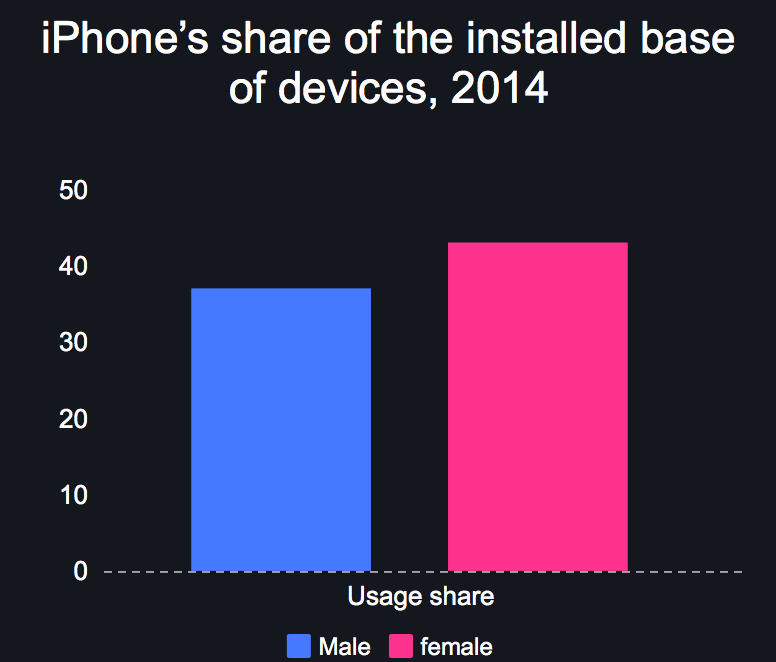 iPhone’s share of the installed base
of devices, 2014
50
40
30
20
10
0
Usage share
Male
female